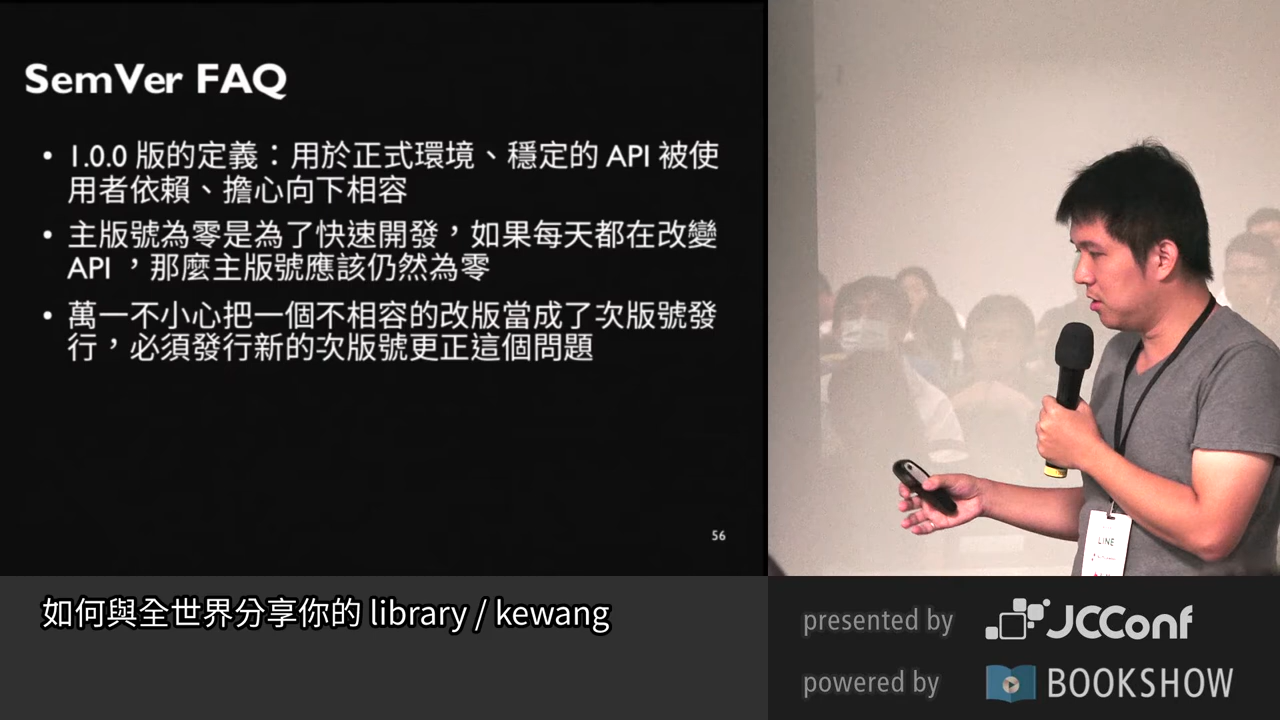 SemVer FAQ
• 1.0.0 版的定義：用於正式環境、穩定的 API 被使
用者依賴、擔心向下相容
• 主版號為零是為了快速開發，如果每天都在改變
API ，那麼主版號應該仍然為零
• 萬一不小心把一個不相容的改版當成了次版號發
行，必須發行新的次版號更正這個問題
56
LINE
如何與全世界分享你的 library / kewang
presented by JCConf
powered by BOOKSHOW